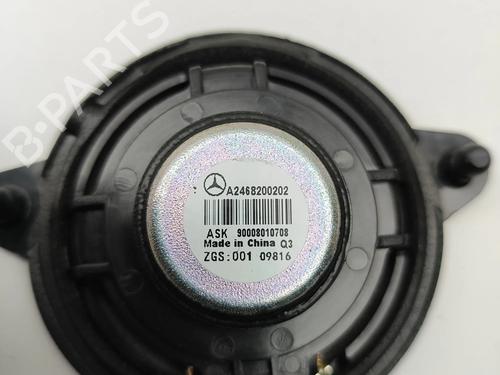 B-PARTS
A2468200202
ASK 90008010708
Made in China Q3
ZGS:001 09816